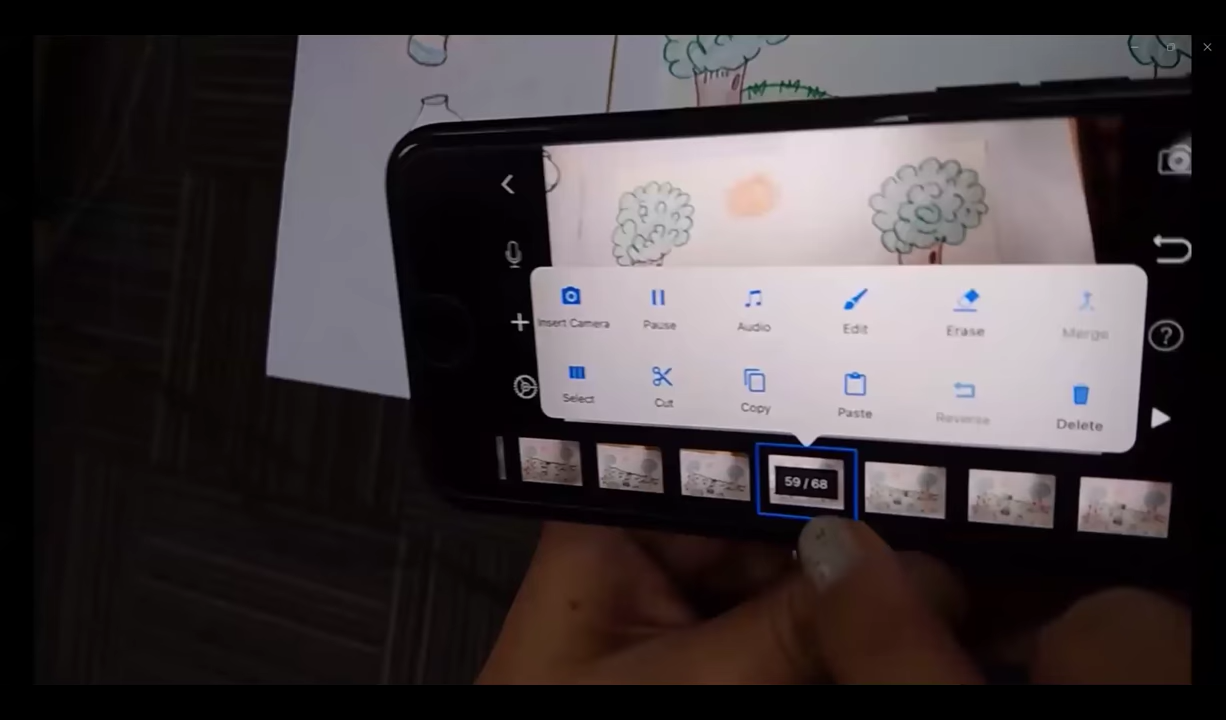 Insert Camera Pause Audio Edit Erase Merge
Select Cut Copy Paste Reverse Delete
?
59 / 68